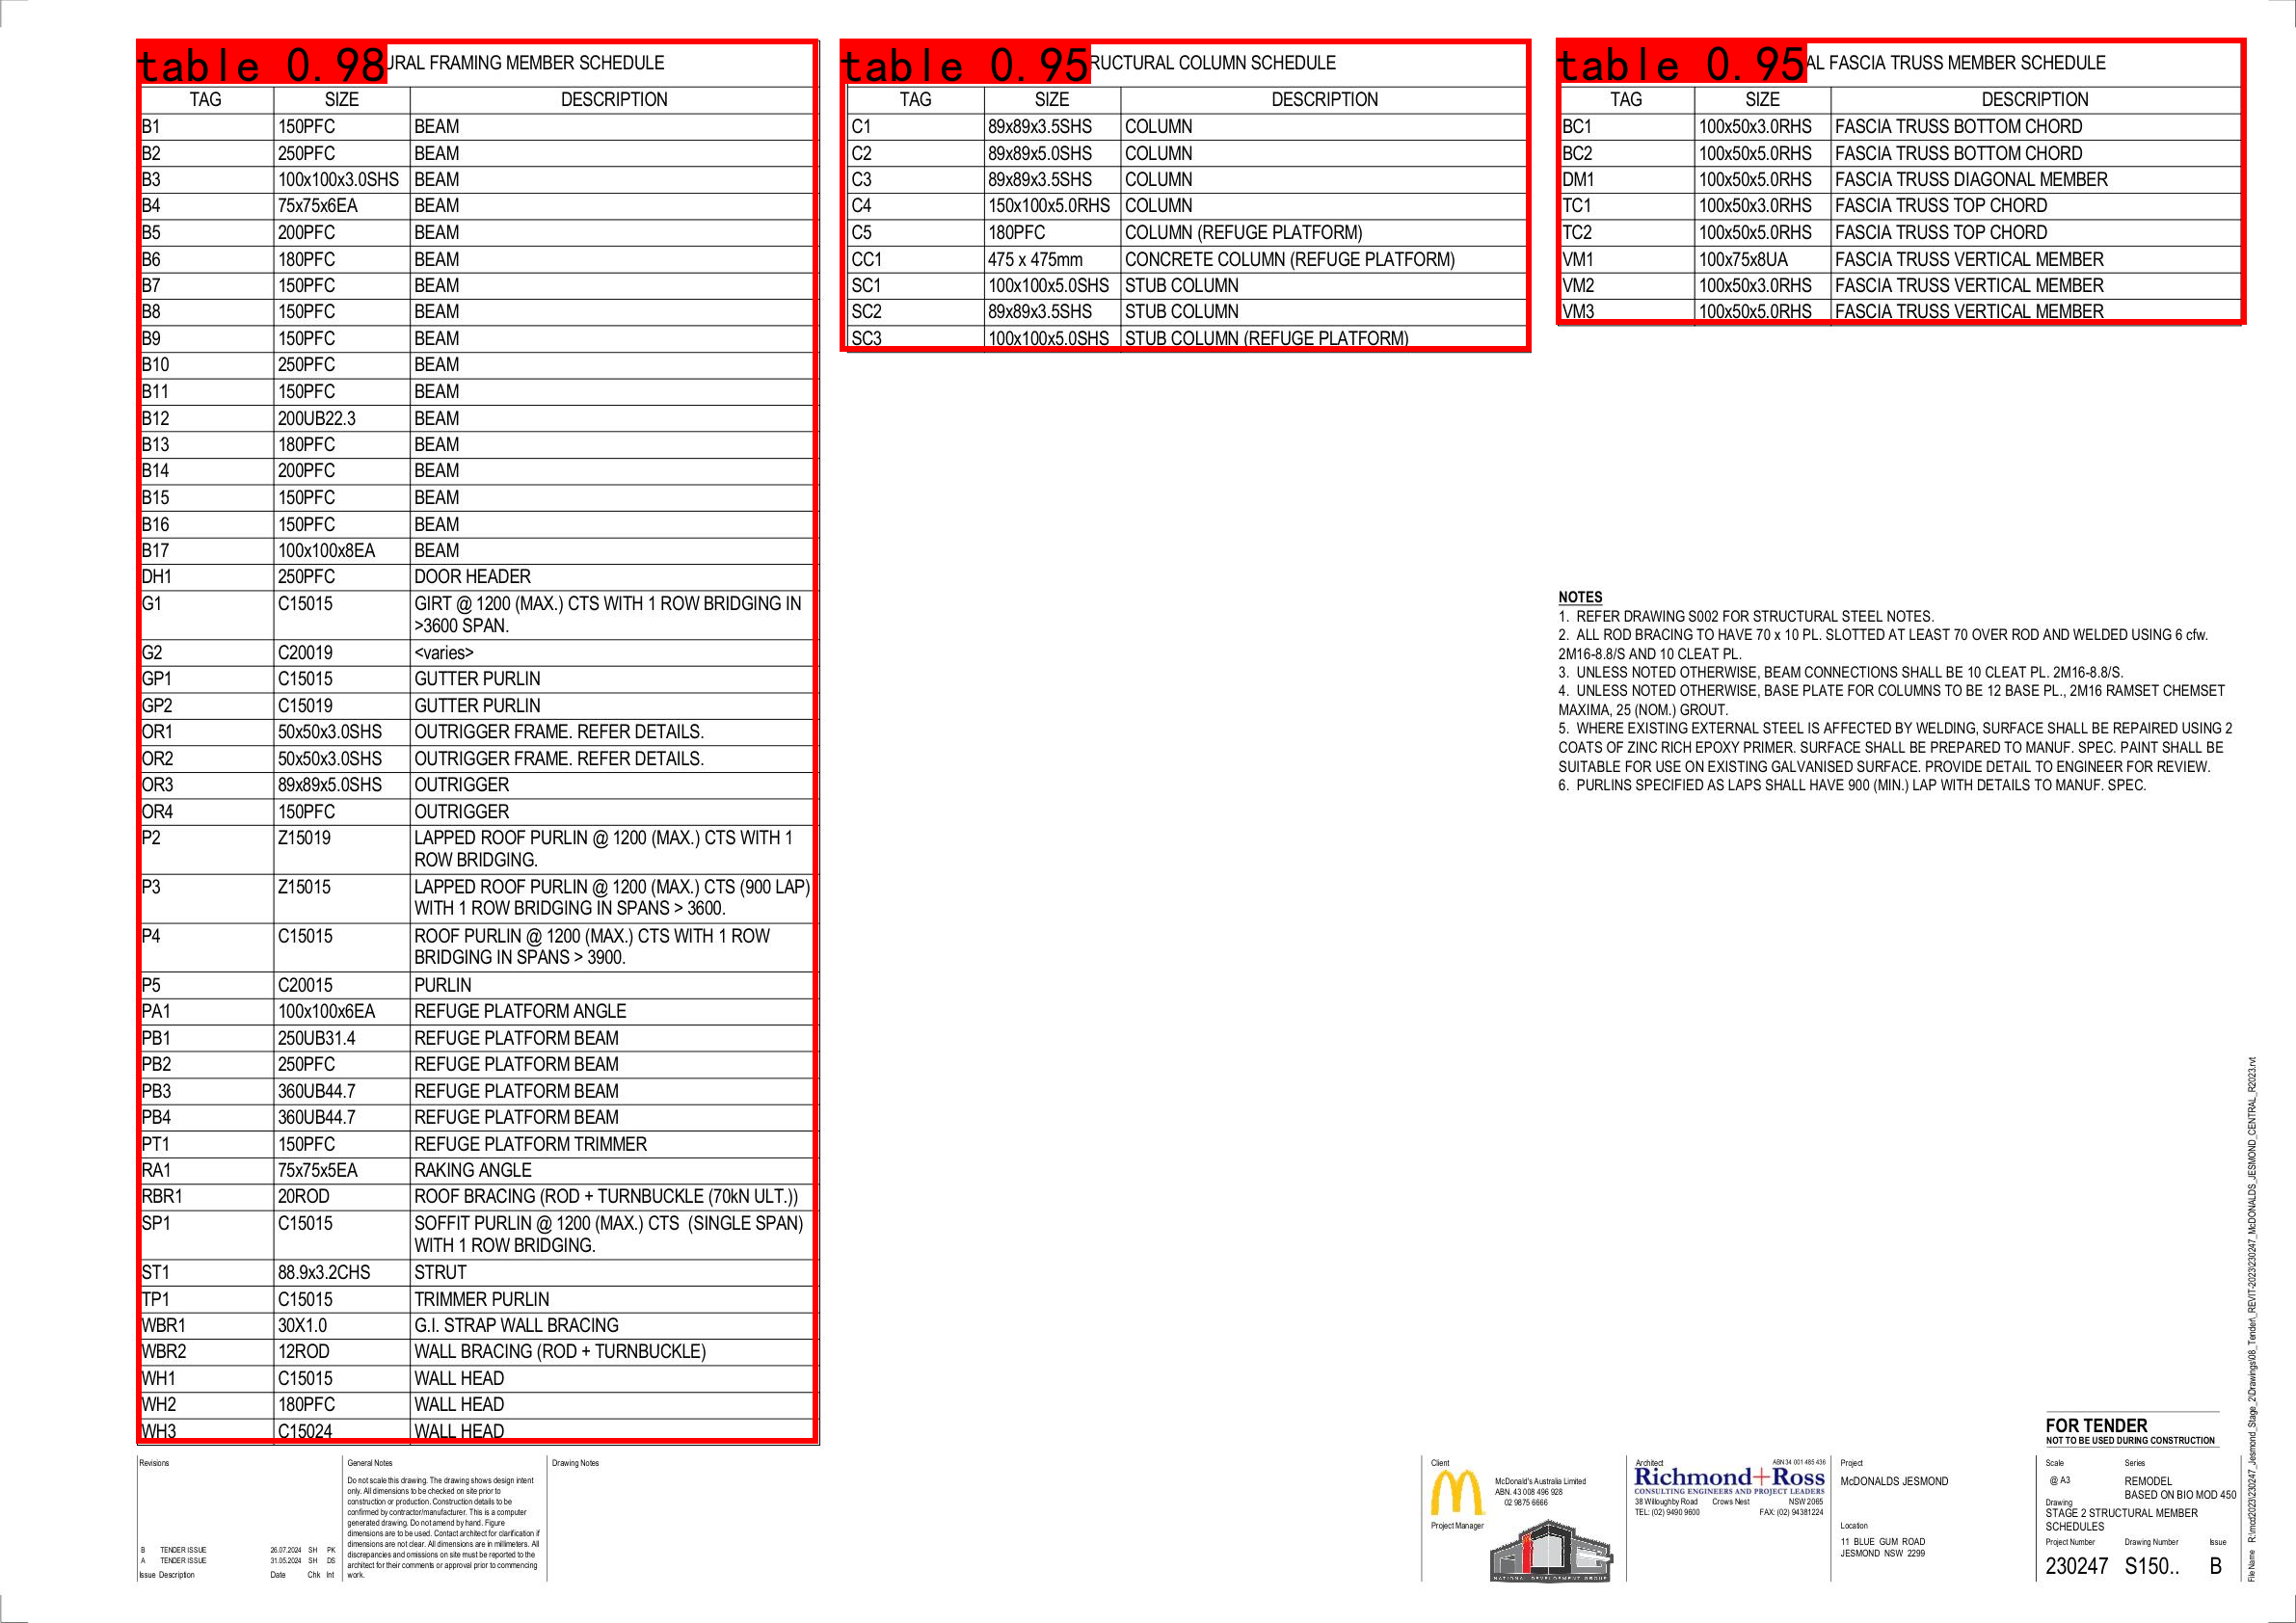 table 0.98
URAL FRAMING MEMBER SCHEDULE
TAG SIZE DESCRIPTION
B1 150PFC BEAM
B2 250PFC BEAM
B3 100x100x3.0SHS BEAM
B4 75x75x6EA BEAM
B5 200PFC BEAM
B6 180PFC BEAM
B7 150PFC BEAM
B8 150PFC BEAM
B9 150PFC BEAM
B10 250PFC BEAM
B11 150PFC BEAM
B12 200UB22.3 BEAM
B13 180PFC BEAM
B14 200PFC BEAM
B15 150PFC BEAM
B16 150PFC BEAM
B17 100x100x8EA BEAM
DH1 250PFC DOOR HEADER
G1 C15015 GIRT @ 1200 (MAX.) CTS WITH 1 ROW BRIDGING IN
>3600 SPAN.
G2 C20019 <varies>
GP1 C15015 GUTTER PURLIN
GP2 C15019 GUTTER PURLIN
OR1 50x50x3.0SHS OUTRIGGER FRAME. REFER DETAILS.
OR2 50x50x3.0SHS OUTRIGGER FRAME. REFER DETAILS.
OR3 89x89x5.0SHS OUTRIGGER
OR4 150PFC OUTRIGGER
P2 Z15019 LAPPED ROOF PURLIN @ 1200 (MAX.) CTS WITH 1
ROW BRIDGING.
P3 Z15015 LAPPED ROOF PURLIN @ 1200 (MAX.) CTS (900 LAP)
WITH 1 ROW BRIDGING IN SPANS > 3600.
P4 C15015 ROOF PURLIN @ 1200 (MAX.) CTS WITH 1 ROW
BRIDGING IN SPANS > 3900.
P5 C20015 PURLIN
PA1 100x100x6EA REFUGE PLATFORM ANGLE
PB1 250UB31.4 REFUGE PLATFORM BEAM
PB2 250PFC REFUGE PLATFORM BEAM
PB3 360UB44.7 REFUGE PLATFORM BEAM
PB4 360UB44.7 REFUGE PLATFORM BEAM
PT1 150PFC REFUGE PLATFORM TRIMMER
RA1 75x75x5EA RAKING ANGLE
RBR1 20ROD ROOF BRACING (ROD + TURNBUCKLE (70kN ULT.))
SP1 C15015 SOFFIT PURLIN @ 1200 (MAX.) CTS (SINGLE SPAN)
WITH 1 ROW BRIDGING.
ST1 88.9x3.2CHS STRUT
TP1 C15015 TRIMMER PURLIN
WBR1 30X1.0 G.I. STRAP WALL BRACING
WBR2 12ROD WALL BRACING (ROD + TURNBUCKLE)
WH1 C15015 WALL HEAD
WH2 180PFC WALL HEAD
WH3 C15024 WALL HEAD
table 0.95
RUCTURAL COLUMN SCHEDULE
TAG SIZE DESCRIPTION
C1 89x89x3.5SHS COLUMN
C2 89x89x5.0SHS COLUMN
C3 89x89x3.5SHS COLUMN
C4 150x100x5.0RHS COLUMN
C5 180PFC COLUMN (REFUGE PLATFORM)
CC1 475 x 475mm CONCRETE COLUMN (REFUGE PLATFORM)
SC1 100x100x5.0SHS STUB COLUMN
SC2 89x89x3.5SHS STUB COLUMN
SC3 100x100x5.0SHS STUB COLUMN (REFUGE PLATFORM)
table 0.95
AL FASCIA TRUSS MEMBER SCHEDULE
TAG SIZE DESCRIPTION
BC1 100x50x3.0RHS FASCIA TRUSS BOTTOM CHORD
BC2 100x50x5.0RHS FASCIA TRUSS BOTTOM CHORD
DM1 100x50x5.0RHS FASCIA TRUSS DIAGONAL MEMBER
TC1 100x50x3.0RHS FASCIA TRUSS TOP CHORD
TC2 100x50x5.0RHS FASCIA TRUSS TOP CHORD
VM1 100x75x8UA FASCIA TRUSS VERTICAL MEMBER
VM2 100x50x3.0RHS FASCIA TRUSS VERTICAL MEMBER
VM3 100x50x5.0RHS FASCIA TRUSS VERTICAL MEMBER
NOTES
1. REFER DRAWING S002 FOR STRUCTURAL STEEL NOTES.
2. ALL ROD BRACING TO HAVE 70 x 10 PL. SLOTTED AT LEAST 70 OVER ROD AND WELDED USING 6 cfw.
2M16-8.8/S AND 10 CLEAT PL.
3. UNLESS NOTED OTHERWISE, BEAM CONNECTIONS SHALL BE 10 CLEAT PL. 2M16-8.8/S.
4. UNLESS NOTED OTHERWISE, BASE PLATE FOR COLUMNS TO BE 12 BASE PL., 2M16 RAMSET CHEMSET
MAXIMA, 25 (NOM.) GROUT.
5. WHERE EXISTING EXTERNAL STEEL IS AFFECTED BY WELDING, SURFACE SHALL BE REPAIRED USING 2
COATS OF ZINC RICH EPOXY PRIMER. SURFACE SHALL BE PREPARED TO MANUF. SPEC. PAINT SHALL BE
SUITABLE FOR USE ON EXISTING GALVANISED SURFACE. PROVIDE DETAIL TO ENGINEER FOR REVIEW.
6. PURLINS SPECIFIED AS LAPS SHALL HAVE 900 (MIN.) LAP WITH DETAILS TO MANUF. SPEC.
Revisions
B TENDER ISSUE 26.07.2024 SH PK
A TENDER ISSUE 31.05.2024 SH DS
Issue Description Date Chk Int
General Notes
Do not scale this drawing. The drawing shows design intent
only. All dimensions to be checked on site prior to
construction or production. Construction details to be
confirmed by contractor/manufacturer. This is a computer
generated drawing. Do not amend by hand. Figure
dimensions are to be used. Contact architect for clarification if
dimensions are not clear. All dimensions are in millimeters. All
discrepancies and omissions on site must be reported to the
architect for their comments or approval prior to commencing
work.
Drawing Notes
Client
McDonald's Australia Limited
ABN. 43 008 496 928
02 9875 6666
Project Manager
NATIONAL DEVELOPMENT GROUP
Architect ABN 34 001 485 436
Richmond+Ross
CONSULTING ENGINEERS AND PROJECT LEADERS
38 Willoughby Road Crows Nest NSW 2065
TEL: (02) 9490 9600 FAX: (02) 94381224
Project
McDONALDS JESMOND
Location
11 BLUE GUM ROAD
JESMOND NSW 2299
FOR TENDER
NOT TO BE USED DURING CONSTRUCTION
Scale Series
@ A3 REMODEL
BASED ON BIO MOD 450
Drawing
STAGE 2 STRUCTURAL MEMBER
SCHEDULES
Project Number Drawing Number Issue
230247 S150.. B
File Name R:\mcd2023\230247_Jesmond_Stage_2\Drawings\08_Tender\_REVIT-2023\230247_McDONALDS_JESMOND_CENTRAL_R2023.rvt